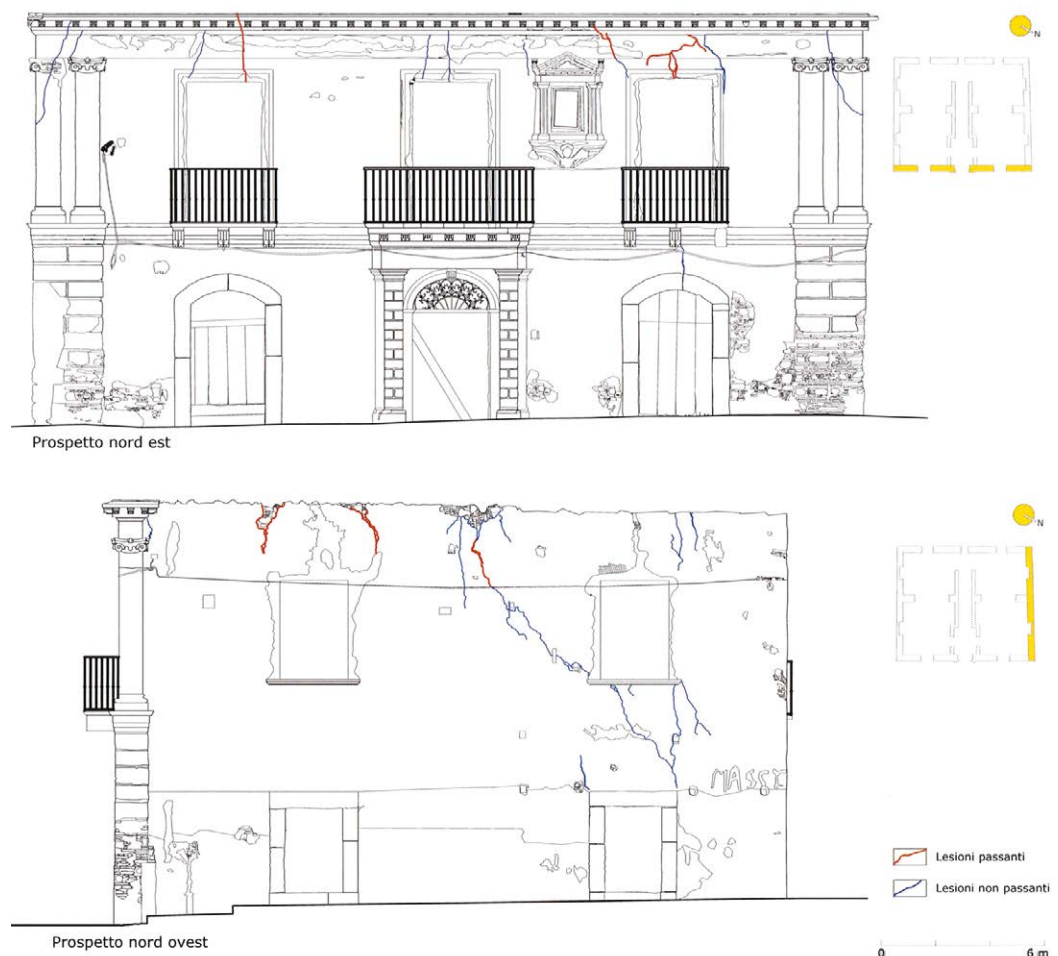 N
Prospetto nord est
N
MASSI
Lesioni passanti
Lesioni non passanti
0 6 m
Prospetto nord ovest